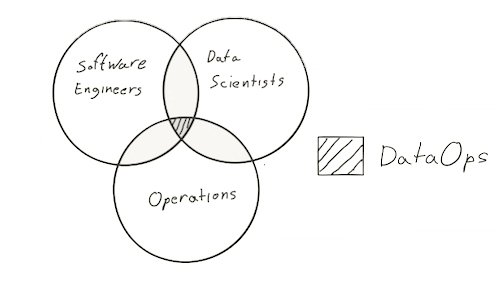 Software
Engineers
Data
Scientists
Operations
DataOps